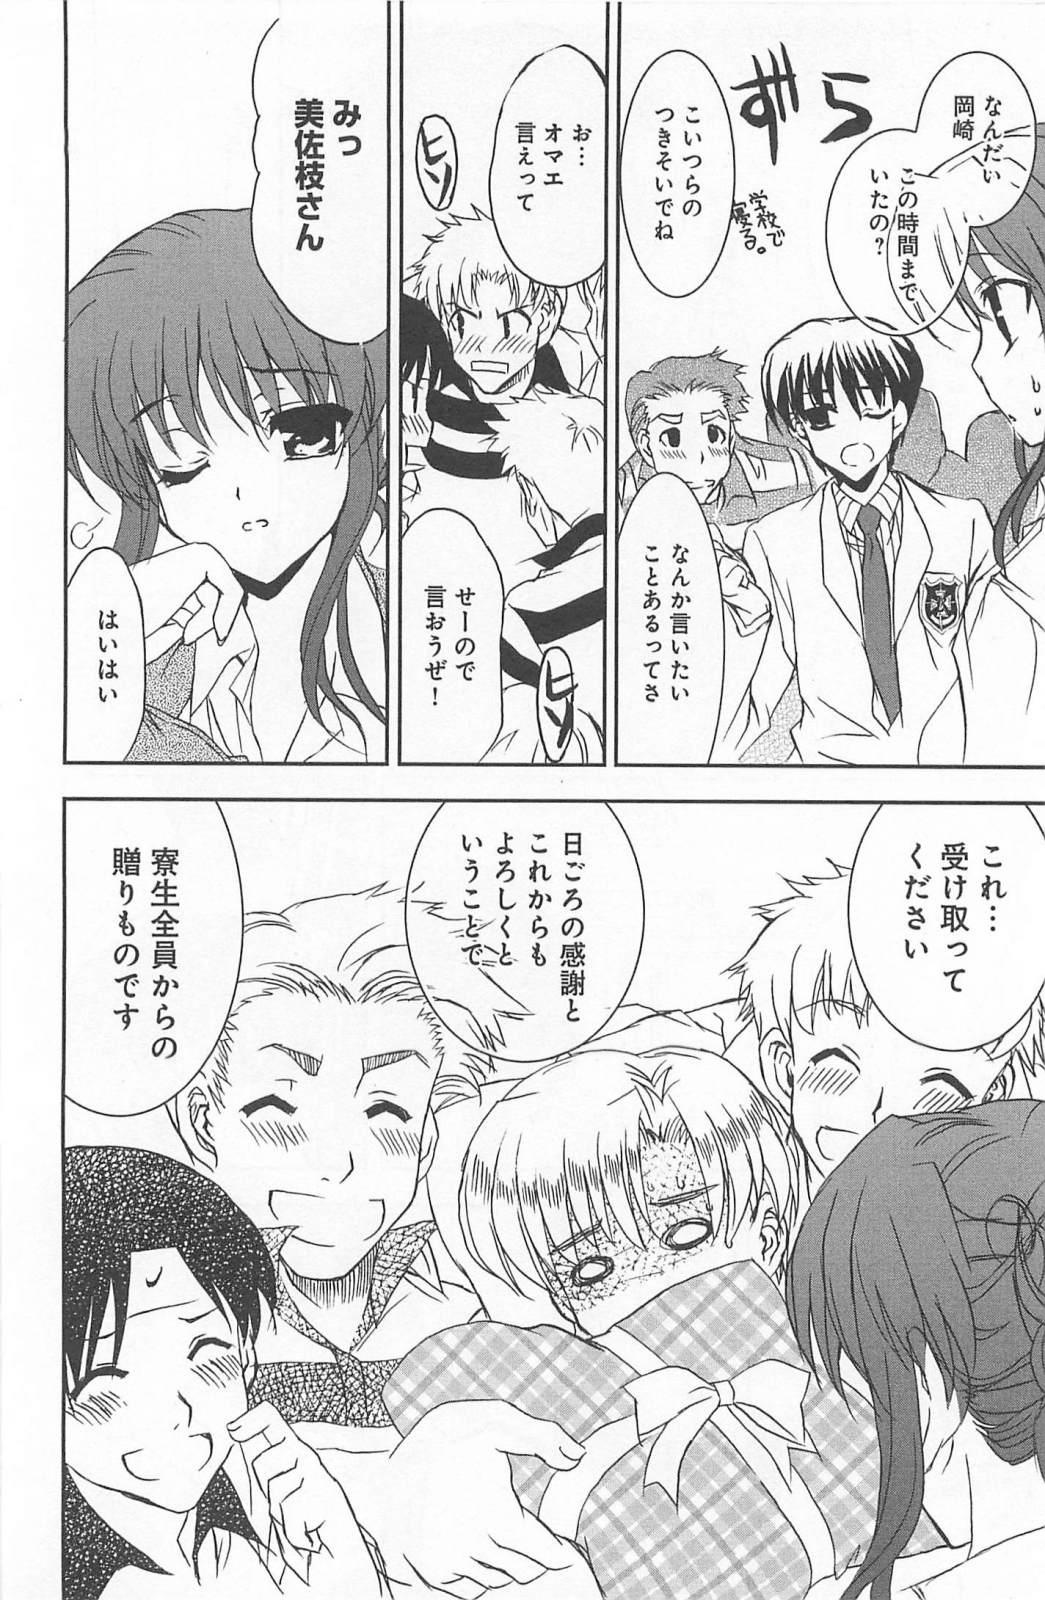 なんだい
岡崎
この時間まで
いたの?
ずら
こいつらの
つきそいでね
学校で
寝る。
なんか言いたい
ことあるってさ
お…
オマエ
言えって
ヒソ
せーので
言おうぜ!
ヒソ
みっ
美佐枝さん
はいはい
これ…
受け取って
ください
日ごろの感謝と
これからも
よろしくと
いうことで
寮生全員からの
贈りものです